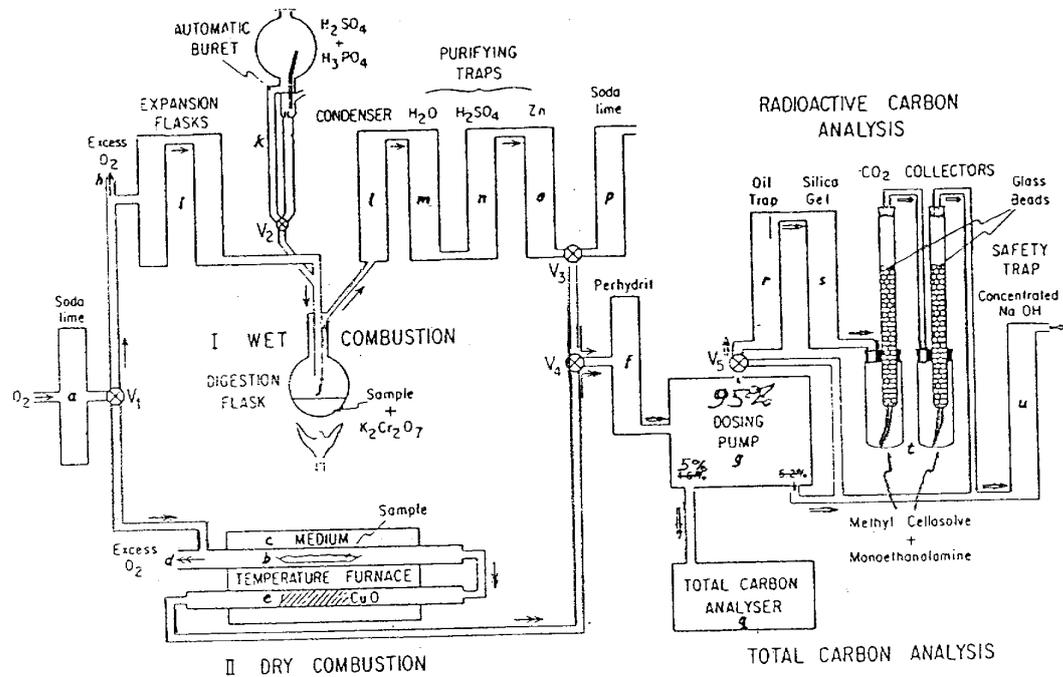 AUTOMATIC
BURET
H2SO4
+
H3PO4
PURIFYING
TRAPS
EXPANSION
FLASKS
CONDENSER
H2O
H2SO4
Zn
Soda
lime
RADIOACTIVE CARBON
ANALYSIS
Excess
O2
h
i
k
l
m
n
o
p
V2
V3
Oil
Trap
Silica
Gel
CO2 COLLECTORS
Glass
Beads
r
s
SAFETY
TRAP
Concentrated
NaOH
u
Soda
lime
I WET COMBUSTION
Perhydrit
f
V4
V5
O2
a
V1
DIGESTION
FLASK
j
Sample
+
K2Cr2O7
95%
DOSING
PUMP
g
5%
t
Methyl Cellosolve
+
Monoethanolamine
Sample
c MEDIUM
Excess
O2
d
b
TEMPERATURE FURNACE
e
CuO
TOTAL CARBON
ANALYSER
q
II DRY COMBUSTION
TOTAL CARBON ANALYSIS